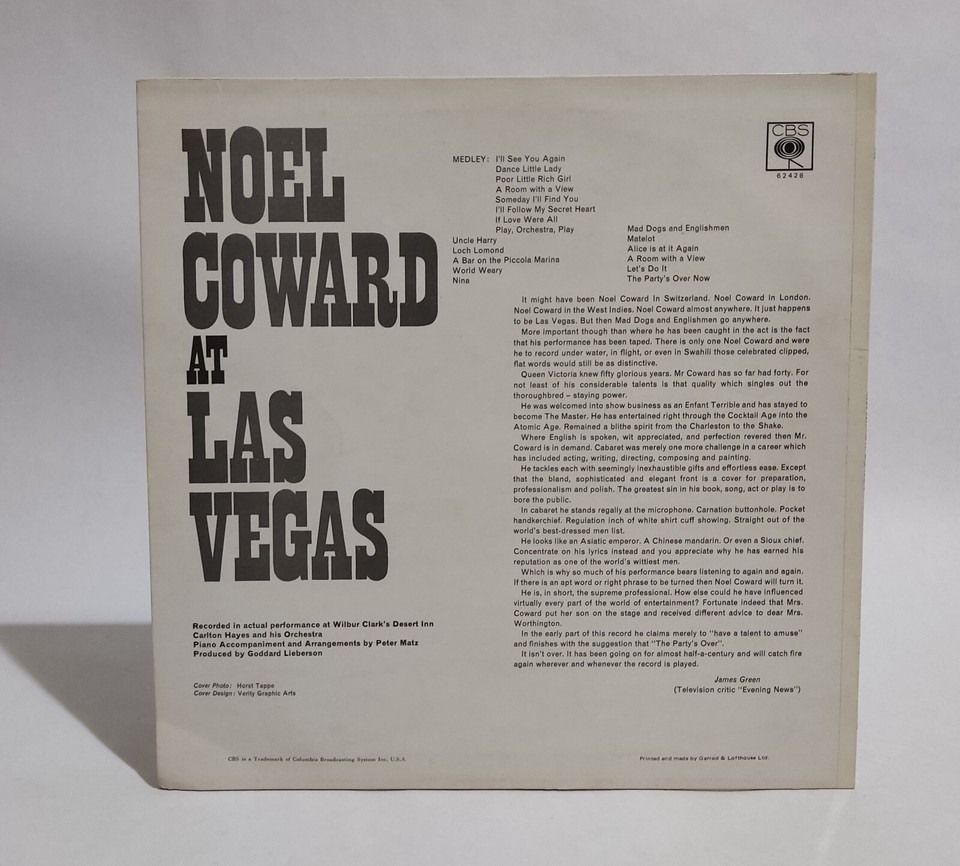 NOEL
COWARD
AT
LAS
VEGAS
CBS
62426
MEDLEY: I'll See You Again
Dance Little Lady
Poor Little Rich Girl
A Room with a View
Someday I'll Find You
I'll Follow My Secret Heart
If Love Were All
Play, Orchestra, Play
Uncle Harry
Loch Lomond
A Bar on the Piccola Marina
World Weary
Nina
Mad Dogs and Englishmen
Matelot
Alice is at it Again
A Room with a View
Let's Do It
The Party's Over Now
It might have been Noel Coward In Switzerland. Noel Coward in London.
Noel Coward in the West Indies. Noel Coward almost anywhere. It just happens
to be Las Vegas. But then Mad Dogs and Englishmen go anywhere.
More important though than where he has been caught in the act is the fact
that his performance has been taped. There is only one Noel Coward and were
he to record under water, in flight, or even in Swahili those celebrated clipped,
flat words would still be as distinctive.
Queen Victoria knew fifty glorious years. Mr Coward has so far had forty. For
not least of his considerable talents is that quality which singles out the
thoroughbred – staying power.
He was welcomed into show business as an Enfant Terrible and has stayed to
become The Master. He has entertained right through the Cocktail Age into the
Atomic Age. Remained a blithe spirit from the Charleston to the Shake.
Where English is spoken, wit appreciated, and perfection revered then Mr.
Coward is in demand. Cabaret was merely one more challenge in a career which
has included acting, writing, directing, composing and painting.
He tackles each with seemingly inexhaustible gifts and effortless ease. Except
that the bland, sophisticated and elegant front is a cover for preparation,
professionalism and polish. The greatest sin in his book, song, act or play is to
bore the public.
In cabaret he stands regally at the microphone. Carnation buttonhole. Pocket
handkerchief. Regulation inch of white shirt cuff showing. Straight out of the
world's best-dressed men list.
He looks like an Asiatic emperor. A Chinese mandarin. Or even a Sioux chief.
Concentrate on his lyrics instead and you appreciate why he has earned his
reputation as one of the world's wittiest men.
Which is why so much of his performance bears listening to again and again.
If there is an apt word or right phrase to be turned then Noel Coward will turn it.
He is, in short, the supreme professional. How else could he have influenced
virtually every part of the world of entertainment? Fortunate indeed that Mrs.
Coward put her son on the stage and received different advice to dear Mrs.
Worthington.
In the early part of this record he claims merely to "have a talent to amuse"
and finishes with the suggestion that "The Party's Over".
It isn't over. It has been going on for almost half-a-century and will catch fire
again wherever and whenever the record is played.
James Green
(Television critic "Evening News")
Recorded in actual performance at Wilbur Clark's Desert Inn
Carlton Hayes and his Orchestra
Piano Accompaniment and Arrangements by Peter Matz
Produced by Goddard Lieberson
Cover Photo: Horst Tappe
Cover Design: Verity Graphic Arts
CBS is a Trademark of Columbia Broadcasting System Inc. U.S.A.
Printed and made by Garrod & Lofthouse Ltd.